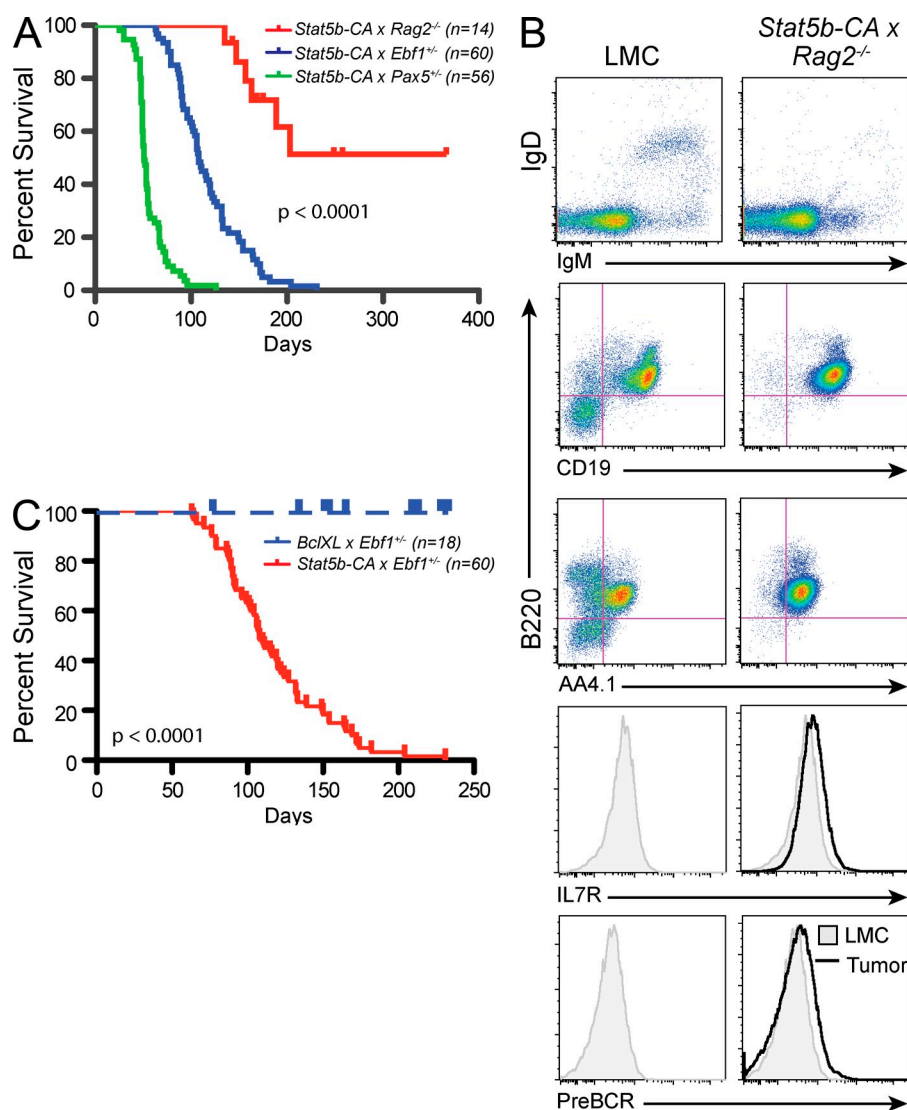 A
Stat5b-CA x Rag2-/- (n=14)
Stat5b-CA x Ebf1+/- (n=60)
Stat5b-CA x Pax5+/- (n=56)
Percent Survival
100
80
60
40
20
0
p < 0.0001
0 100 200 300 400
Days
B
LMC
Stat5b-CA x
Rag2-/-
IgD
IgM
CD19
B220
AA4.1
IL7R
LMC
Tumor
PreBCR
C
BclXL x Ebf1+/- (n=18)
Stat5b-CA x Ebf1+/- (n=60)
Percent Survival
100
80
60
40
20
0
p < 0.0001
0 50 100 150 200 250
Days